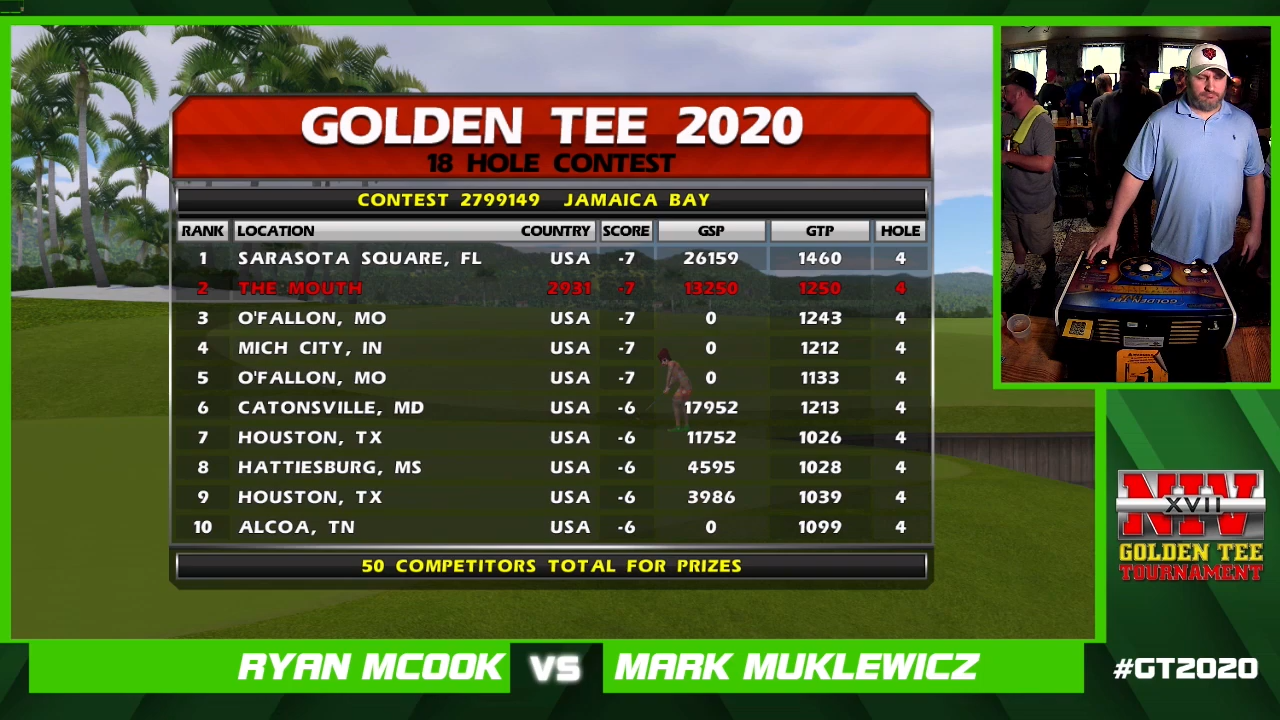 GOLDEN TEE 2020
18 HOLE CONTEST
CONTEST 2799149 JAMAICA BAY
RANK LOCATION COUNTRY SCORE GSP GTP HOLE
1 SARASOTA SQUARE, FL USA -7 26159 1460 4
2 THE MOUTH 2931 -7 13250 1250 4
3 O'FALLON, MO USA -7 0 1243 4
4 MICH CITY, IN USA -7 0 1212 4
5 O'FALLON, MO USA -7 0 1133 4
6 CATONSVILLE, MD USA -6 17952 1213 4
7 HOUSTON, TX USA -6 11752 1026 4
8 HATTIESBURG, MS USA -6 4595 1028 4
9 HOUSTON, TX USA -6 3986 1039 4
10 ALCOA, TN USA -6 0 1099 4
50 COMPETITORS TOTAL FOR PRIZES
GOLDEN TEE
NIV
XVII
GOLDEN TEE
TOURNAMENT
RYAN MCOOK VS MARK MUKLEWICZ
#GT2020